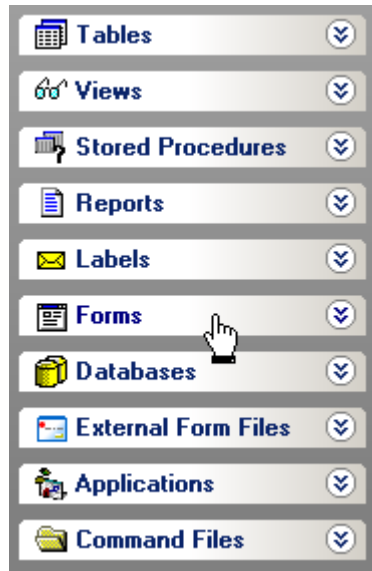 Tables
Views
Stored Procedures
Reports
Labels
Forms
Databases
External Form Files
Applications
Command Files